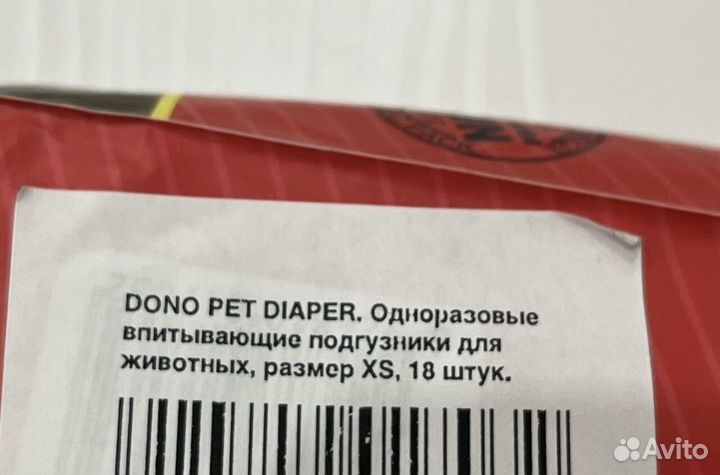 DONO PET DIAPER. Одноразовые
впитывающие подгузники для
животных, размер XS, 18 штук.
Avito